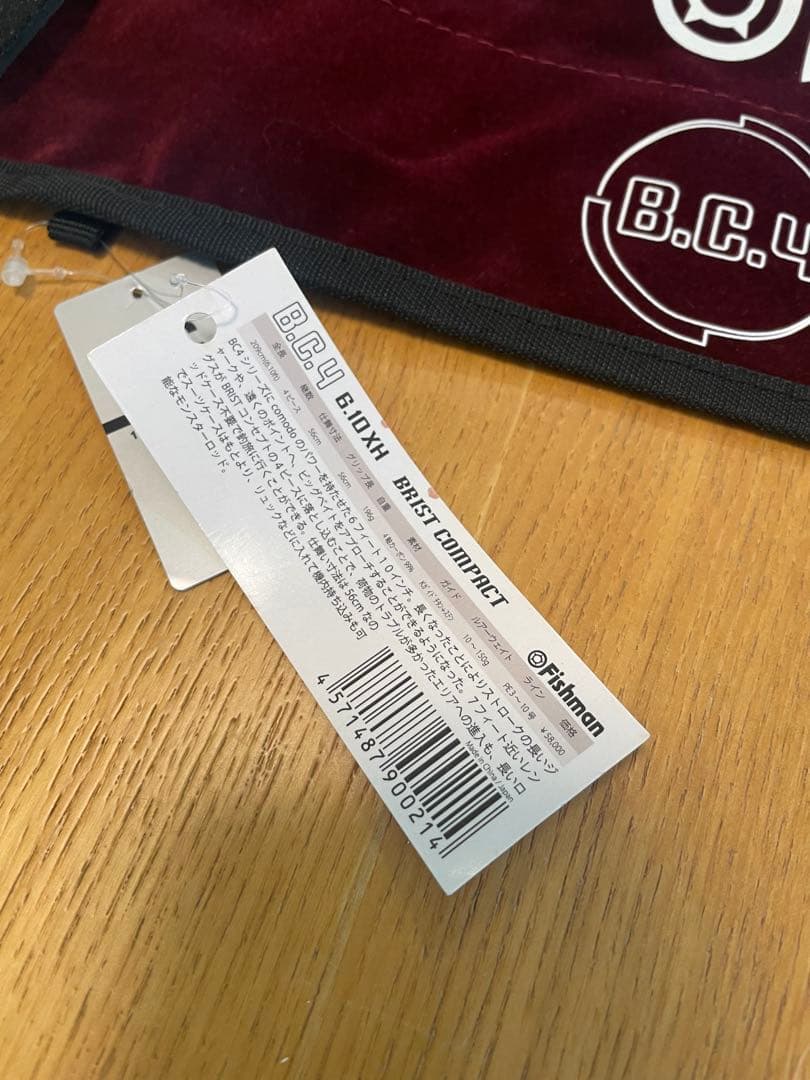 B.C.4
B.C.4 6.10XH BRIST COMPACT
Fishman
全長 継数 仕舞寸法 グリップ長 自重 素材 ガイド ルアーウェイト ライン 価格
209cm(6.10ft) 4ピース 56cm 56cm 196g 4軸カーボン99% 10～150g PE3～10号 ¥58,000
BC4シリーズにcomodoのパワーを持たせた6フィート10インチ。長くなったことによりストロークの長いジ
ャークや、遠くのポイントへ、ビッグベイトをアプローチすることができるようになった。7フィート近いレン
グスがBRISTコンセプトの4ピースに落とし込むことで、荷物のトラブルが多かったエリアへの進入も、長いロ
ッドケース不要で釣旅に行くことができる。仕舞い寸法は56cmなの
でスーツケースはもとより、リュックなどに入れて機内持ち込みも可
能なモンスターロッド。
Made in China / Japan
4571487900214